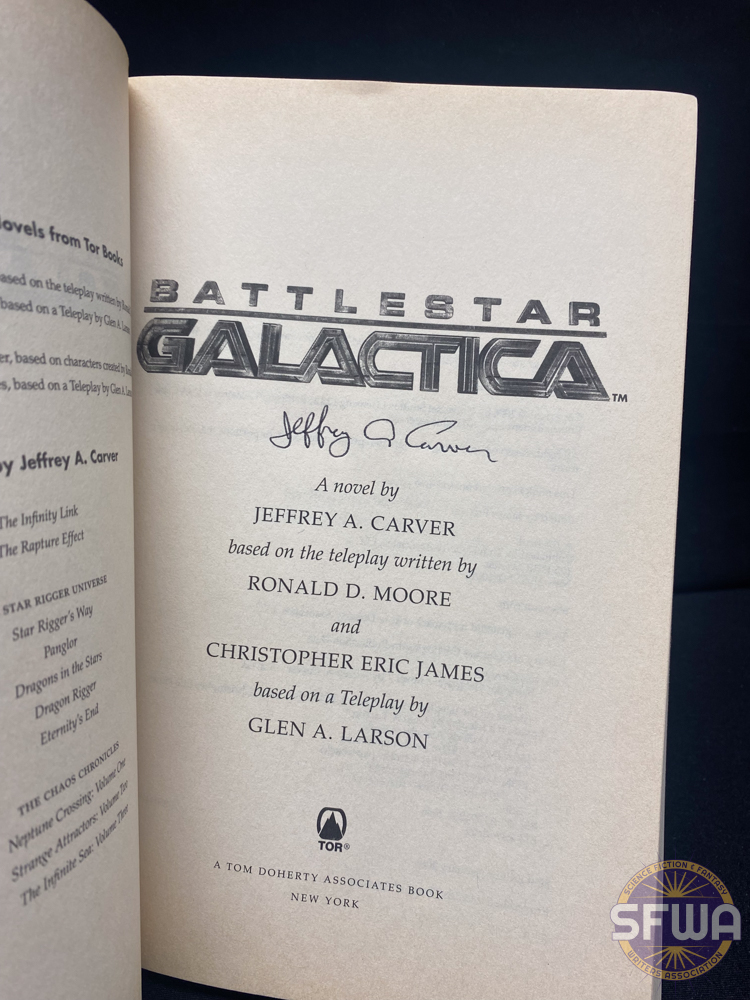 ovels from Tor Books
ased on the teleplay written by
based on a Teleplay by Glen A. Larson
er, based on characters created by
es, based on a Teleplay by Glen A. Larson
by Jeffrey A. Carver
The Infinity Link
The Rapture Effect
STAR RIGGER UNIVERSE
Star Rigger's Way
Panglor
Dragons in the Stars
Dragon Rigger
Eternity's End
THE CHAOS CHRONICLES
Neptune Crossing: Volume One
Strange Attractors: Volume Two
The Infinite Sea: Volume Three
BATTLESTAR
GALACTICA™
Jeffrey A Carver
A novel by
JEFFREY A. CARVER
based on the teleplay written by
RONALD D. MOORE
and
CHRISTOPHER ERIC JAMES
based on a Teleplay by
GLEN A. LARSON
TOR®
A TOM DOHERTY ASSOCIATES BOOK
NEW YORK
SCIENCE FICTION & FANTASY
SFWA
WRITERS ASSOCIATION